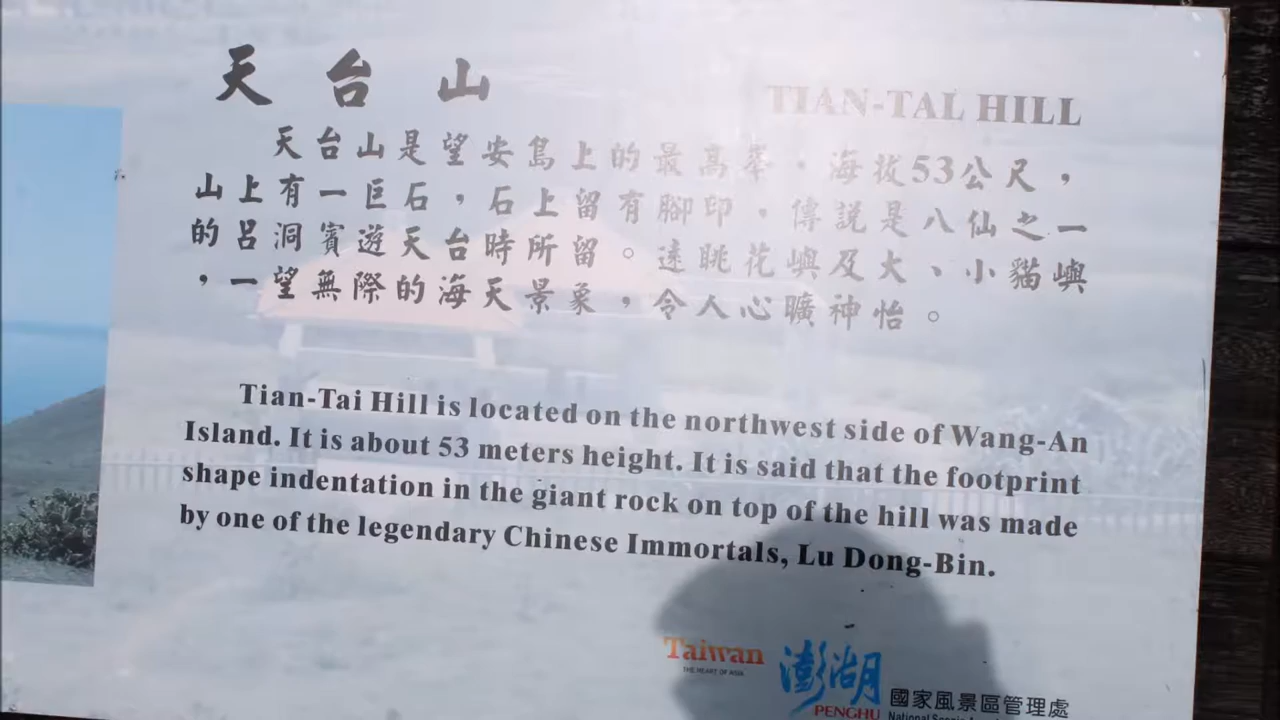 天台山
TIAN-TAI HILL
天台山是望安島上的最高峯,海拔53公尺,
山上有一巨石,石上留有腳印,傳說是八仙之一
的呂洞賓遊天台時所留。遠眺花嶼及大、小貓嶼
,一望無際的海天景象,令人心曠神怡。
Tian-Tai Hill is located on the northwest side of Wang-An
Island. It is about 53 meters height. It is said that the footprint
shape indentation in the giant rock on top of the hill was made
by one of the legendary Chinese Immortals, Lu Dong-Bin.
Taiwan
THE HEART OF ASIA
澎湖
PENGHU
國家風景區管理處
National Scenic